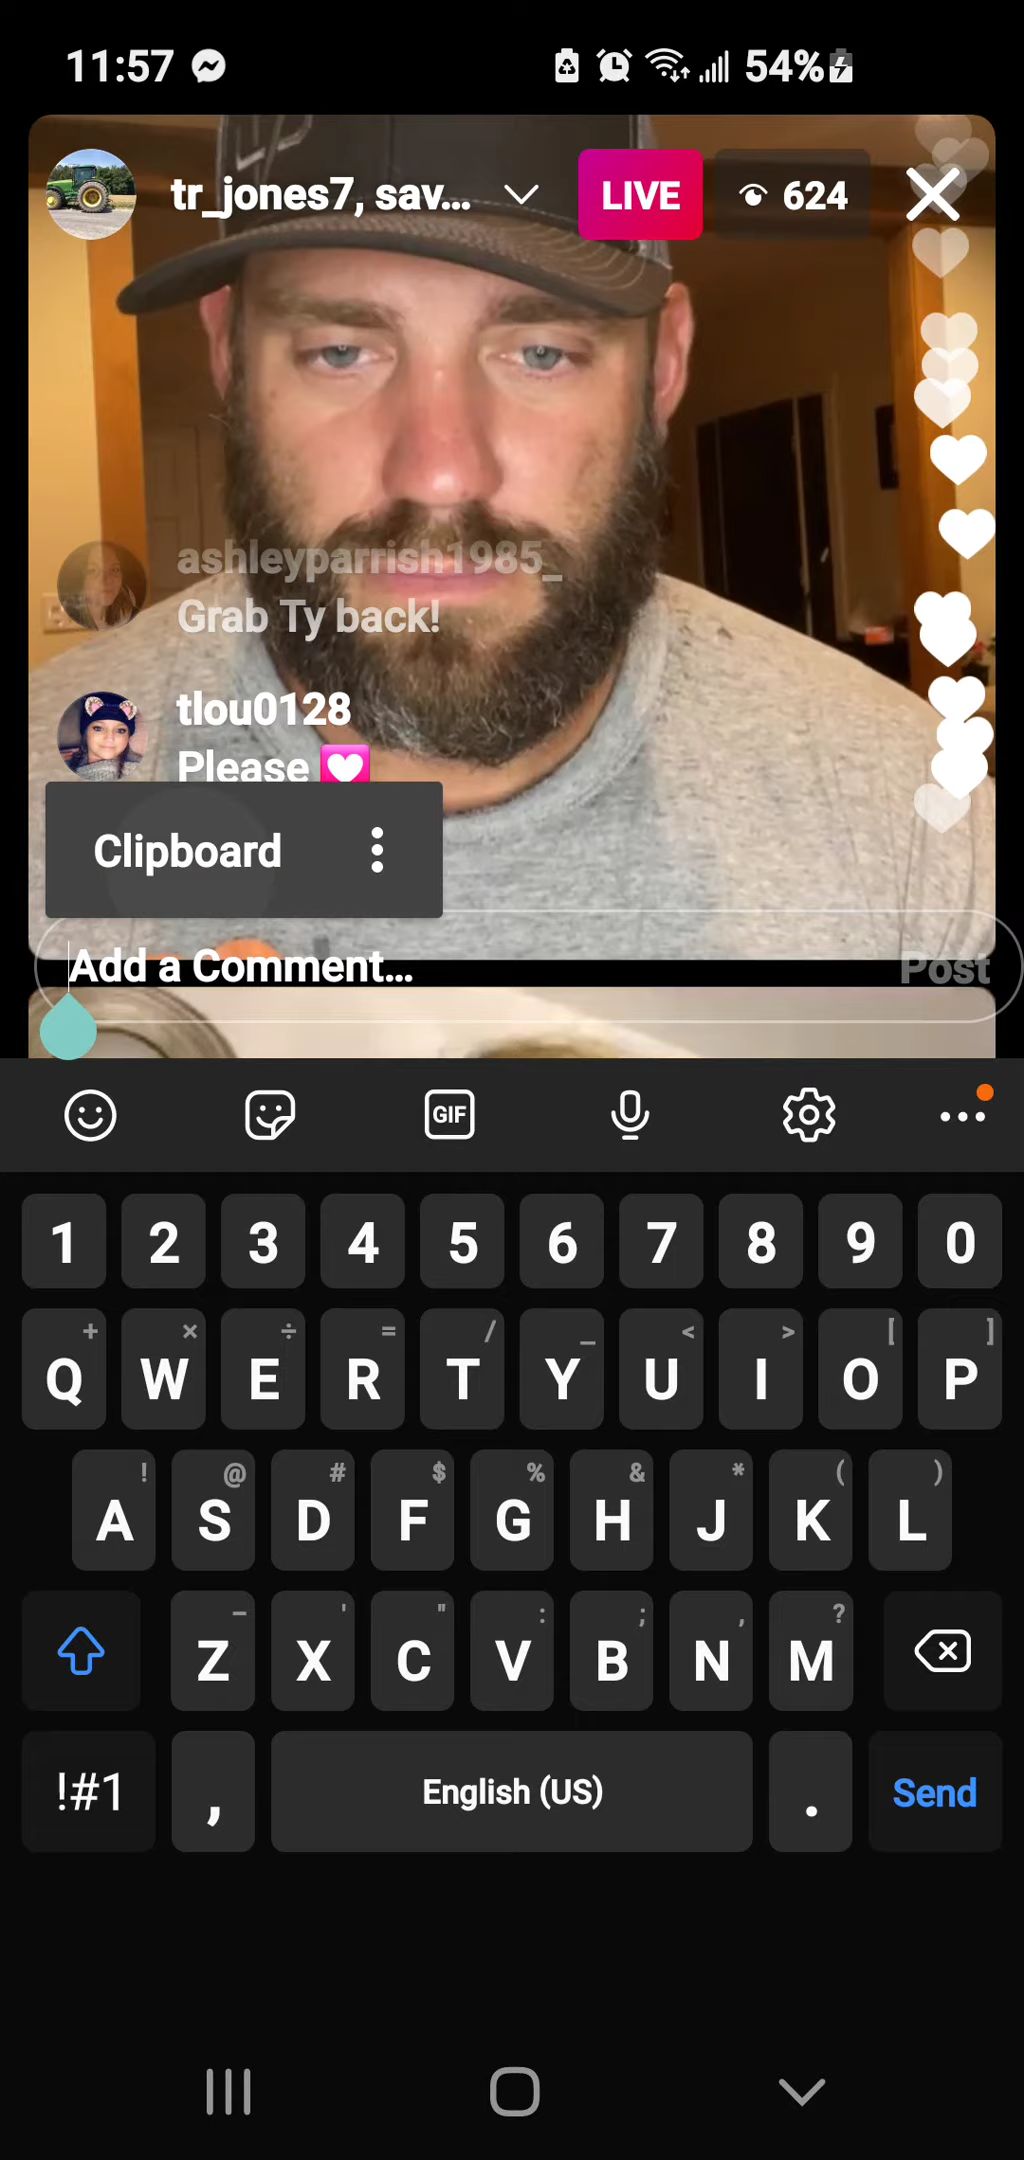 11:57
54%
tr_jones7, sav...
LIVE
624
ashleyparrish1985_
Grab Ty back!
tlou0128
Please 💟
Clipboard
Add a Comment...
Post
GIF
1 2 3 4 5 6 7 8 9 0
+ × ÷ = / _ < > [ ]
Q W E R T Y U I O P
! @ # $ % & * ( )
A S D F G H J K L
- ' " : ; , ?
Z X C V B N M
!#1 , English (US) . Send